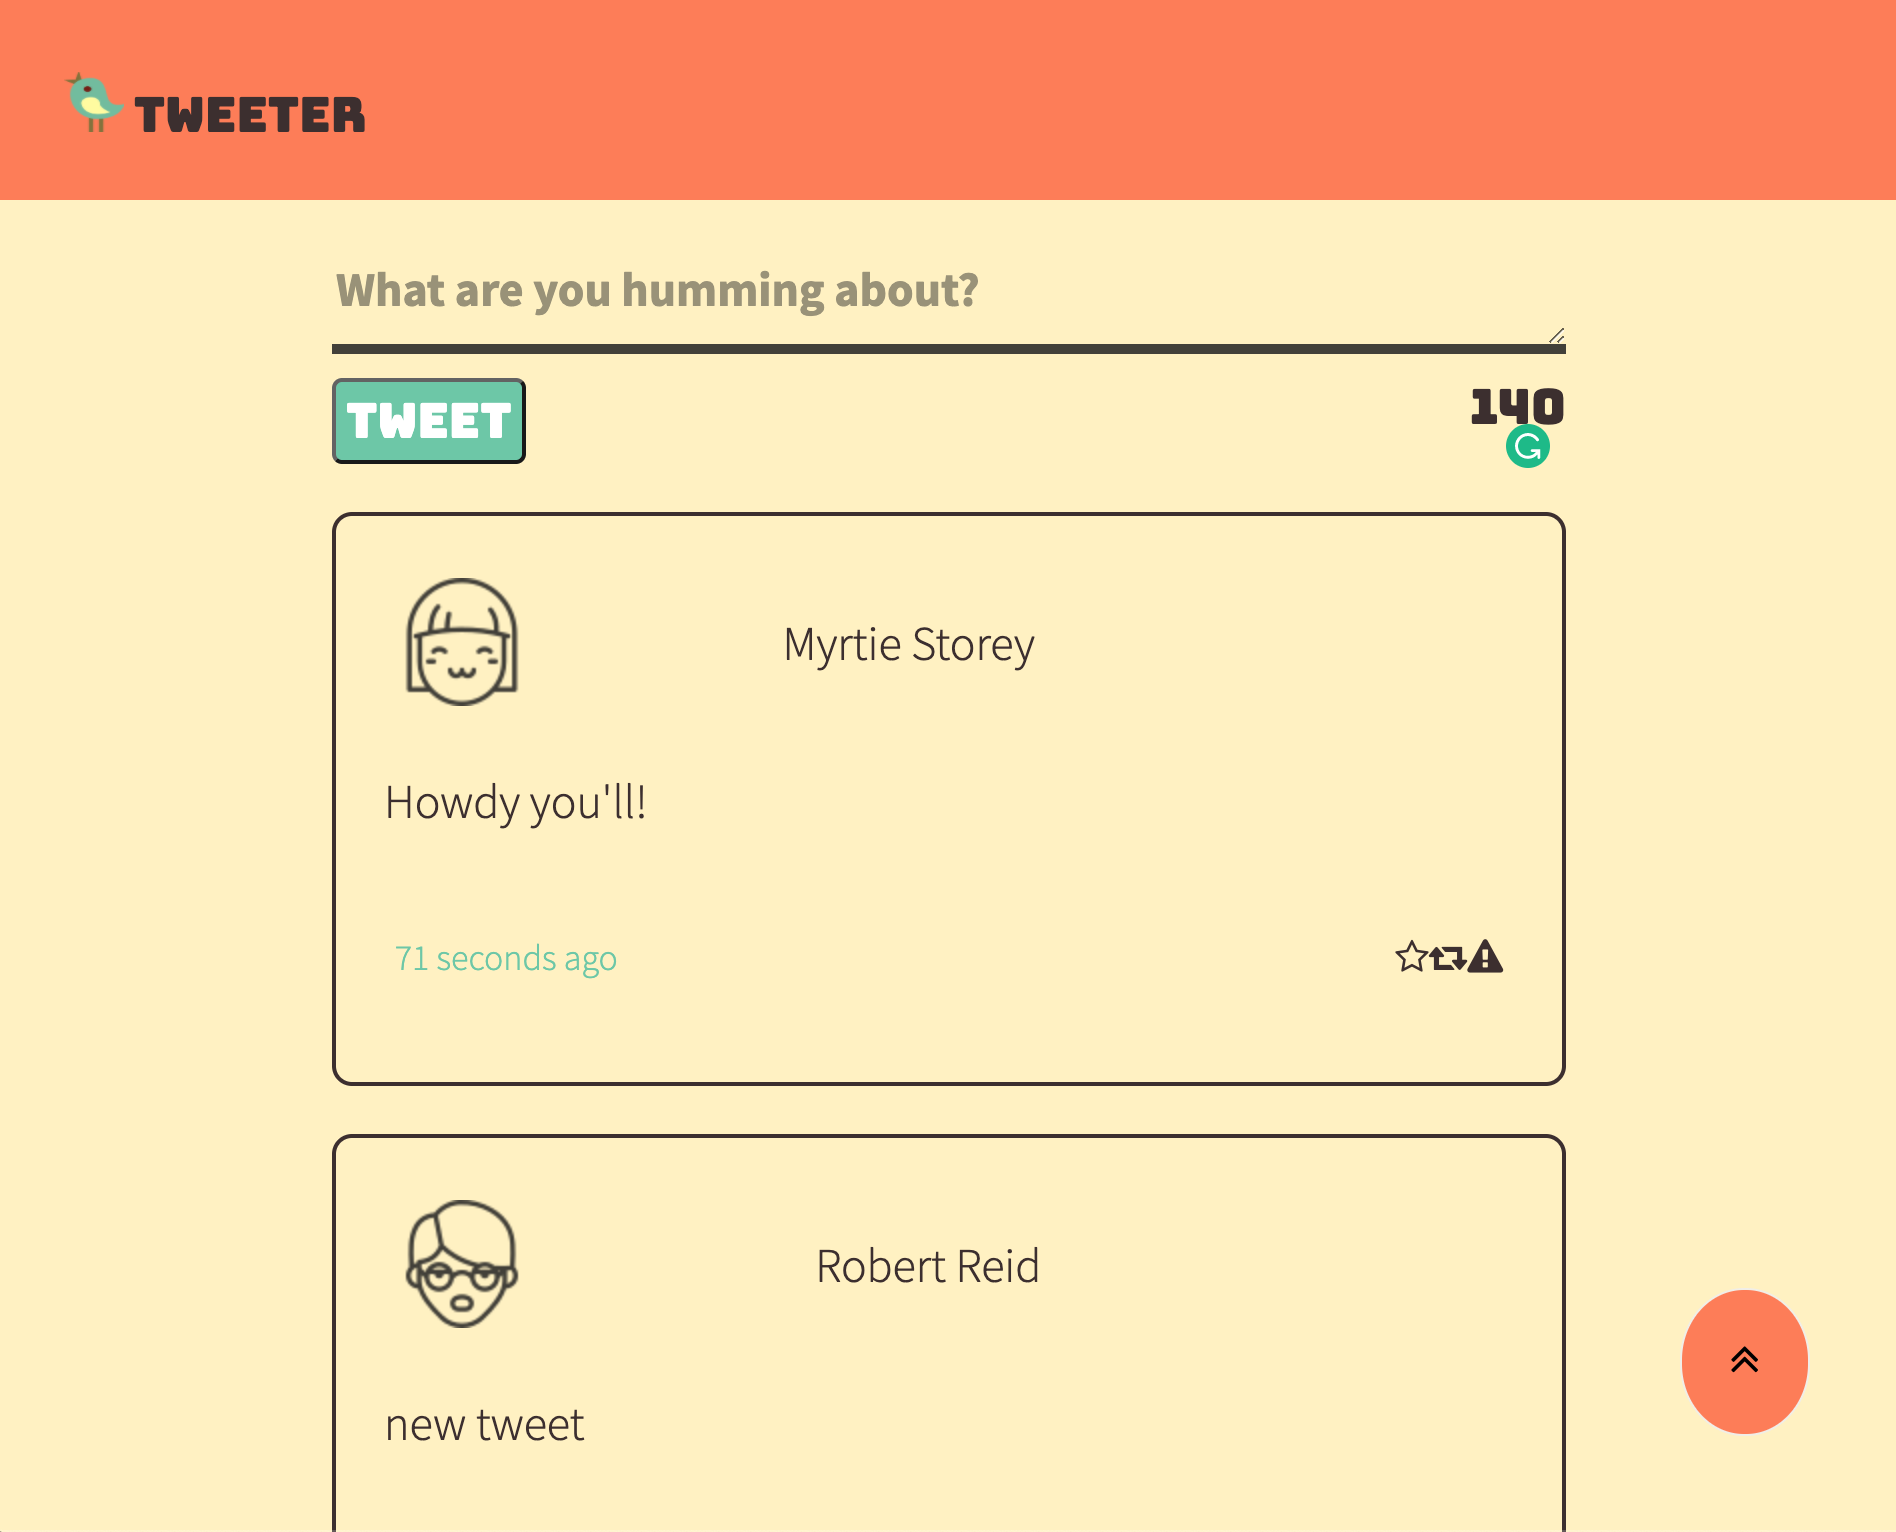 TWEETER
What are you humming about?
TWEET
140
Myrtie Storey
Howdy you'll!
71 seconds ago
Robert Reid
new tweet